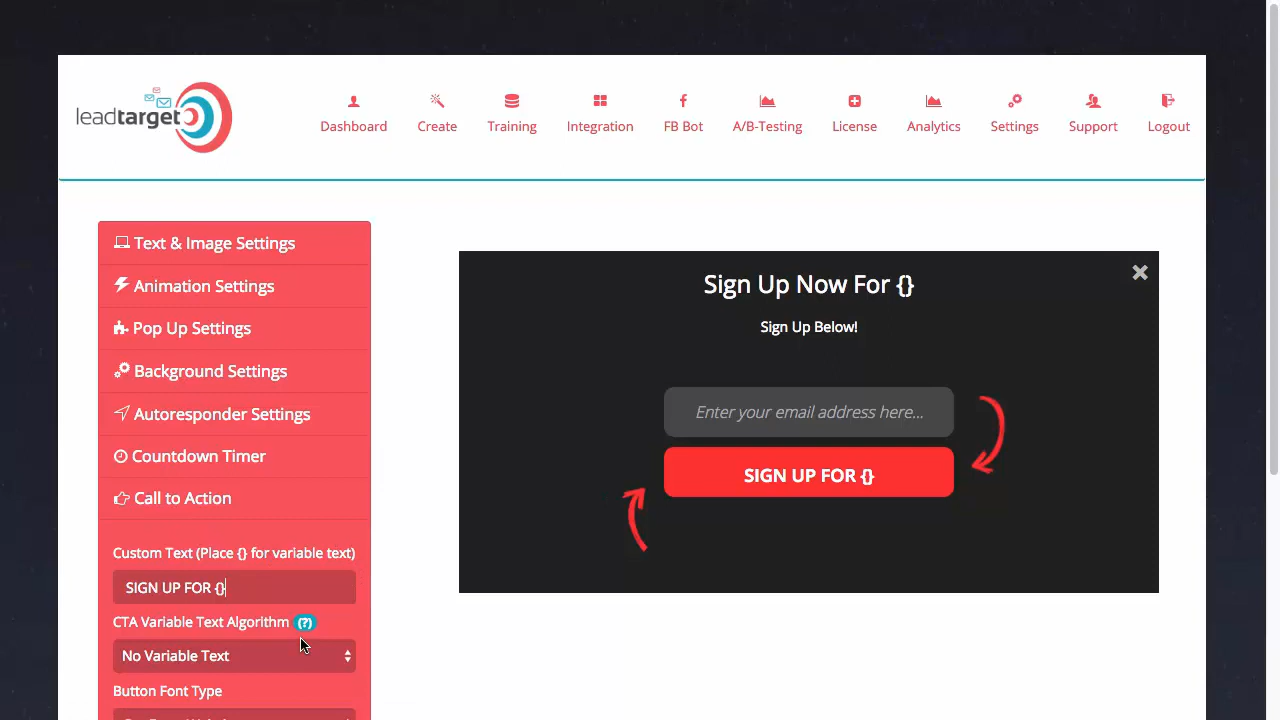 leadtarget
Dashboard
Create
Training
Integration
FB Bot
A/B-Testing
License
Analytics
Settings
Support
Logout
Text & Image Settings
Animation Settings
Pop Up Settings
Background Settings
Autoresponder Settings
Countdown Timer
Call to Action
Custom Text (Place {} for variable text)
SIGN UP FOR {}
CTA Variable Text Algorithm (?)
No Variable Text
Button Font Type
Sign Up Now For {}
Sign Up Below!
Enter your email address here...
SIGN UP FOR {}